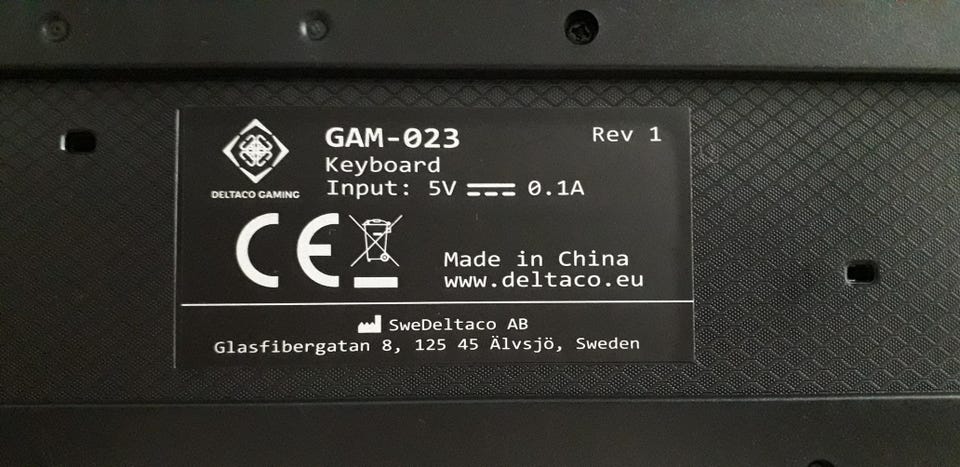 GAM-023
Rev 1
Keyboard
DELTACO GAMING
Input: 5V 0.1A
CE
Made in China
www.deltaco.eu
SweDeltaco AB
Glasfibergatan 8, 125 45 Älvsjö, Sweden